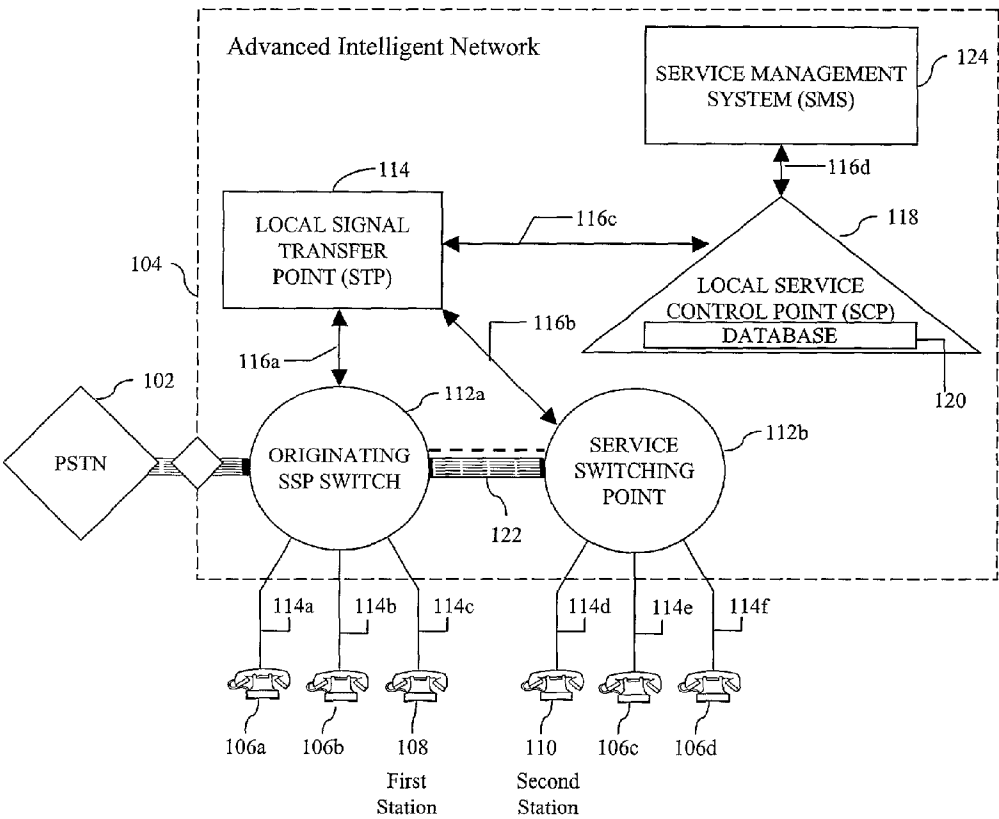 Advanced Intelligent Network
SERVICE MANAGEMENT
SYSTEM (SMS)
124
116d
114
LOCAL SIGNAL
TRANSFER
POINT (STP)
116c
118
LOCAL SERVICE
CONTROL POINT (SCP)
DATABASE
120
104
116a
116b
102
PSTN
112a
ORIGINATING
SSP SWITCH
122
112b
SERVICE
SWITCHING
POINT
114a
114b
114c
114d
114e
114f
106a
106b
108
110
106c
106d
First
Station
Second
Station